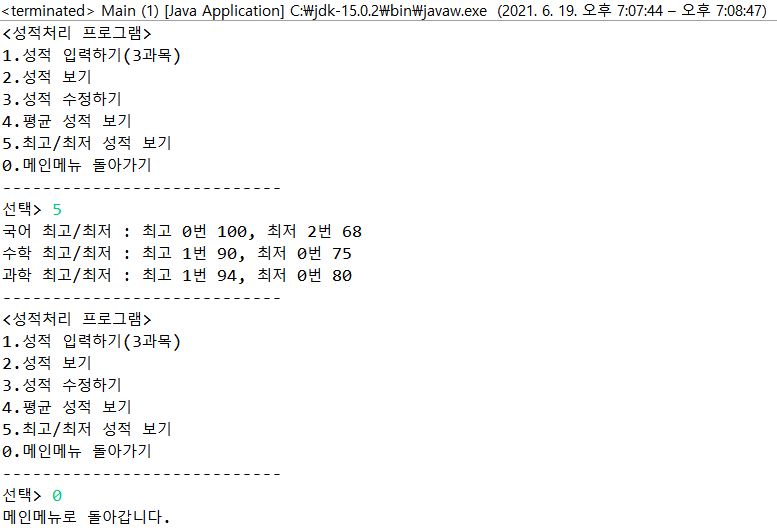 <terminated> Main (1) [Java Application] C:₩jdk-15.0.2₩bin₩javaw.exe (2021. 6. 19. 오후 7:07:44 – 오후 7:08:47)
<성적처리 프로그램>
1.성적 입력하기(3과목)
2.성적 보기
3.성적 수정하기
4.평균 성적 보기
5.최고/최저 성적 보기
0.메인메뉴 돌아가기
----------------------------
선택> 5
국어 최고/최저 : 최고 0번 100, 최저 2번 68
수학 최고/최저 : 최고 1번 90, 최저 0번 75
과학 최고/최저 : 최고 1번 94, 최저 0번 80
----------------------------
<성적처리 프로그램>
1.성적 입력하기(3과목)
2.성적 보기
3.성적 수정하기
4.평균 성적 보기
5.최고/최저 성적 보기
0.메인메뉴 돌아가기
----------------------------
선택> 0
메인메뉴로 돌아갑니다.